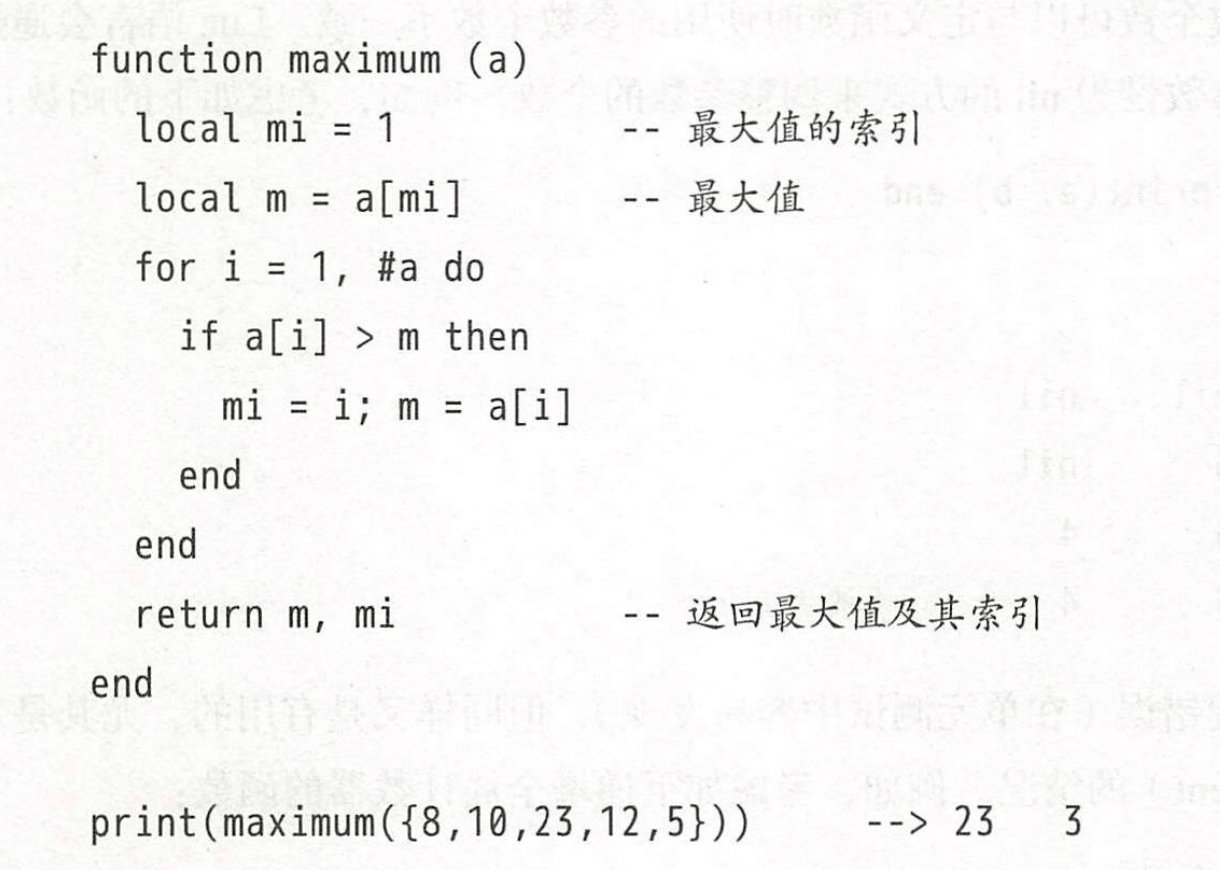 function maximum (a)
  local mi = 1          -- 最大值的索引
  local m = a[mi]       -- 最大值
  for i = 1, #a do
    if a[i] > m then
      mi = i; m = a[i]
    end
  end
  return m, mi          -- 返回最大值及其索引
end
print(maximum({8,10,23,12,5}))     --> 23   3